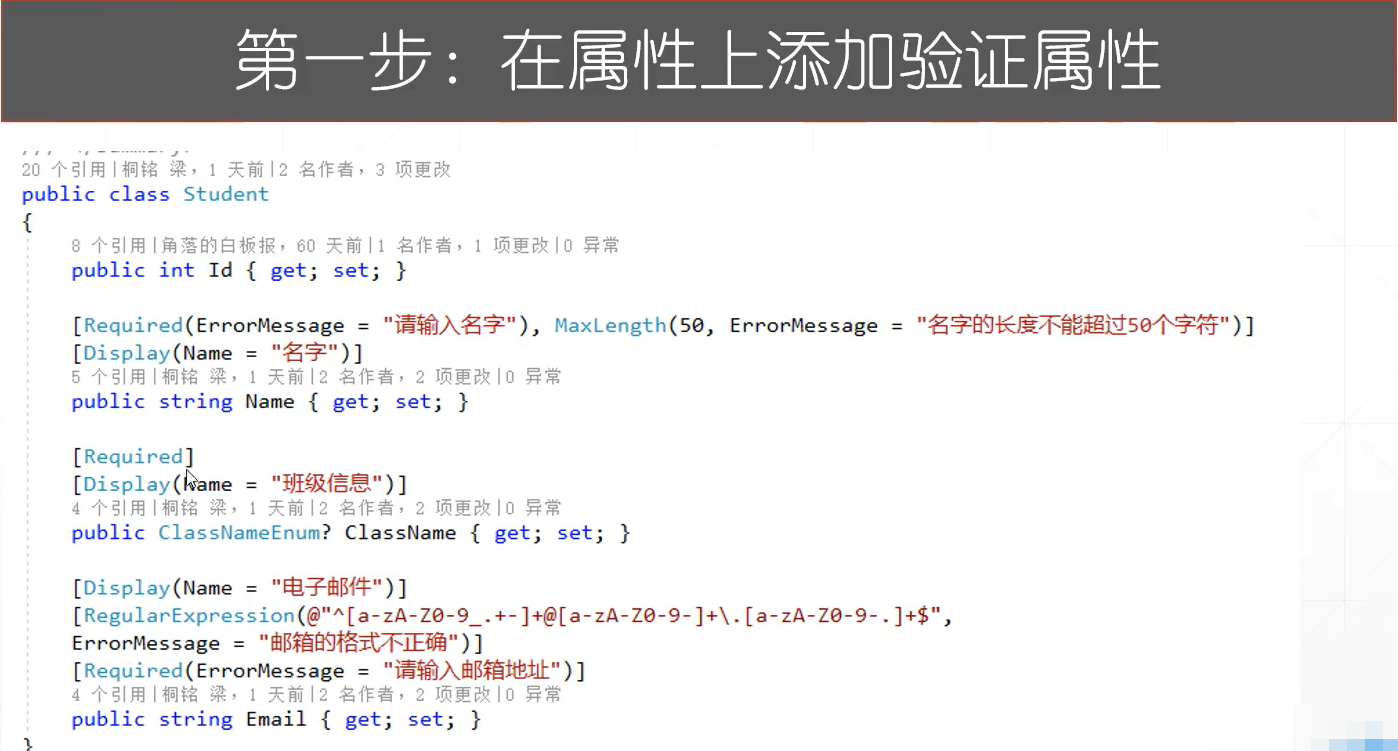 第一步：在属性上添加验证属性
20 个引用|桐铭 梁，1 天前|2 名作者，3 项更改
public class Student
{
8 个引用|角落的白板报，60 天前|1 名作者，1 项更改|0 异常
public int Id { get; set; }
[Required(ErrorMessage = "请输入名字"), MaxLength(50, ErrorMessage = "名字的长度不能超过50个字符")]
[Display(Name = "名字")]
5 个引用|桐铭 梁，1 天前|2 名作者，2 项更改|0 异常
public string Name { get; set; }
[Required]
[Display(Name = "班级信息")]
4 个引用|桐铭 梁，1 天前|2 名作者，2 项更改|0 异常
public ClassNameEnum? ClassName { get; set; }
[Display(Name = "电子邮件")]
[RegularExpression(@"^[a-zA-Z0-9_.+-]+@[a-zA-Z0-9-]+\.[a-zA-Z0-9-.]+$",
ErrorMessage = "邮箱的格式不正确")]
[Required(ErrorMessage = "请输入邮箱地址")]
4 个引用|桐铭 梁，1 天前|2 名作者，2 项更改|0 异常
public string Email { get; set; }
}